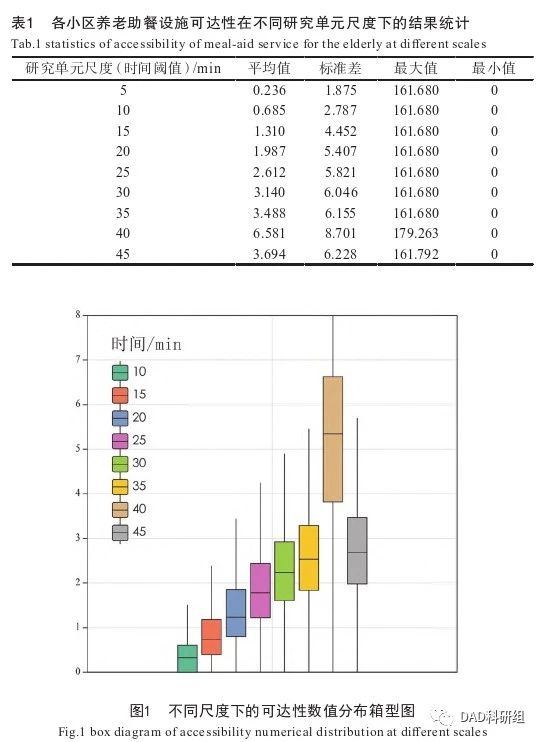 表1 各小区养老助餐设施可达性在不同研究单元尺度下的结果统计
Tab.1 statistics of accessibility of meal-aid service for the elderly at different scales
研究单元尺度（时间阈值）/min 平均值 标准差 最大值 最小值
5 0.236 1.875 161.680 0
10 0.685 2.787 161.680 0
15 1.310 4.452 161.680 0
20 1.987 5.407 161.680 0
25 2.612 5.821 161.680 0
30 3.140 6.046 161.680 0
35 3.488 6.155 161.680 0
40 6.581 8.701 179.263 0
45 3.694 6.228 161.792 0
8
7
6
5
4
3
2
1
0
时间/min
10
15
20
25
30
35
40
45
图1 不同尺度下的可达性数值分布箱型图
DAD科研组
Fig.1 box diagram of accessibility numerical distribution at different scales